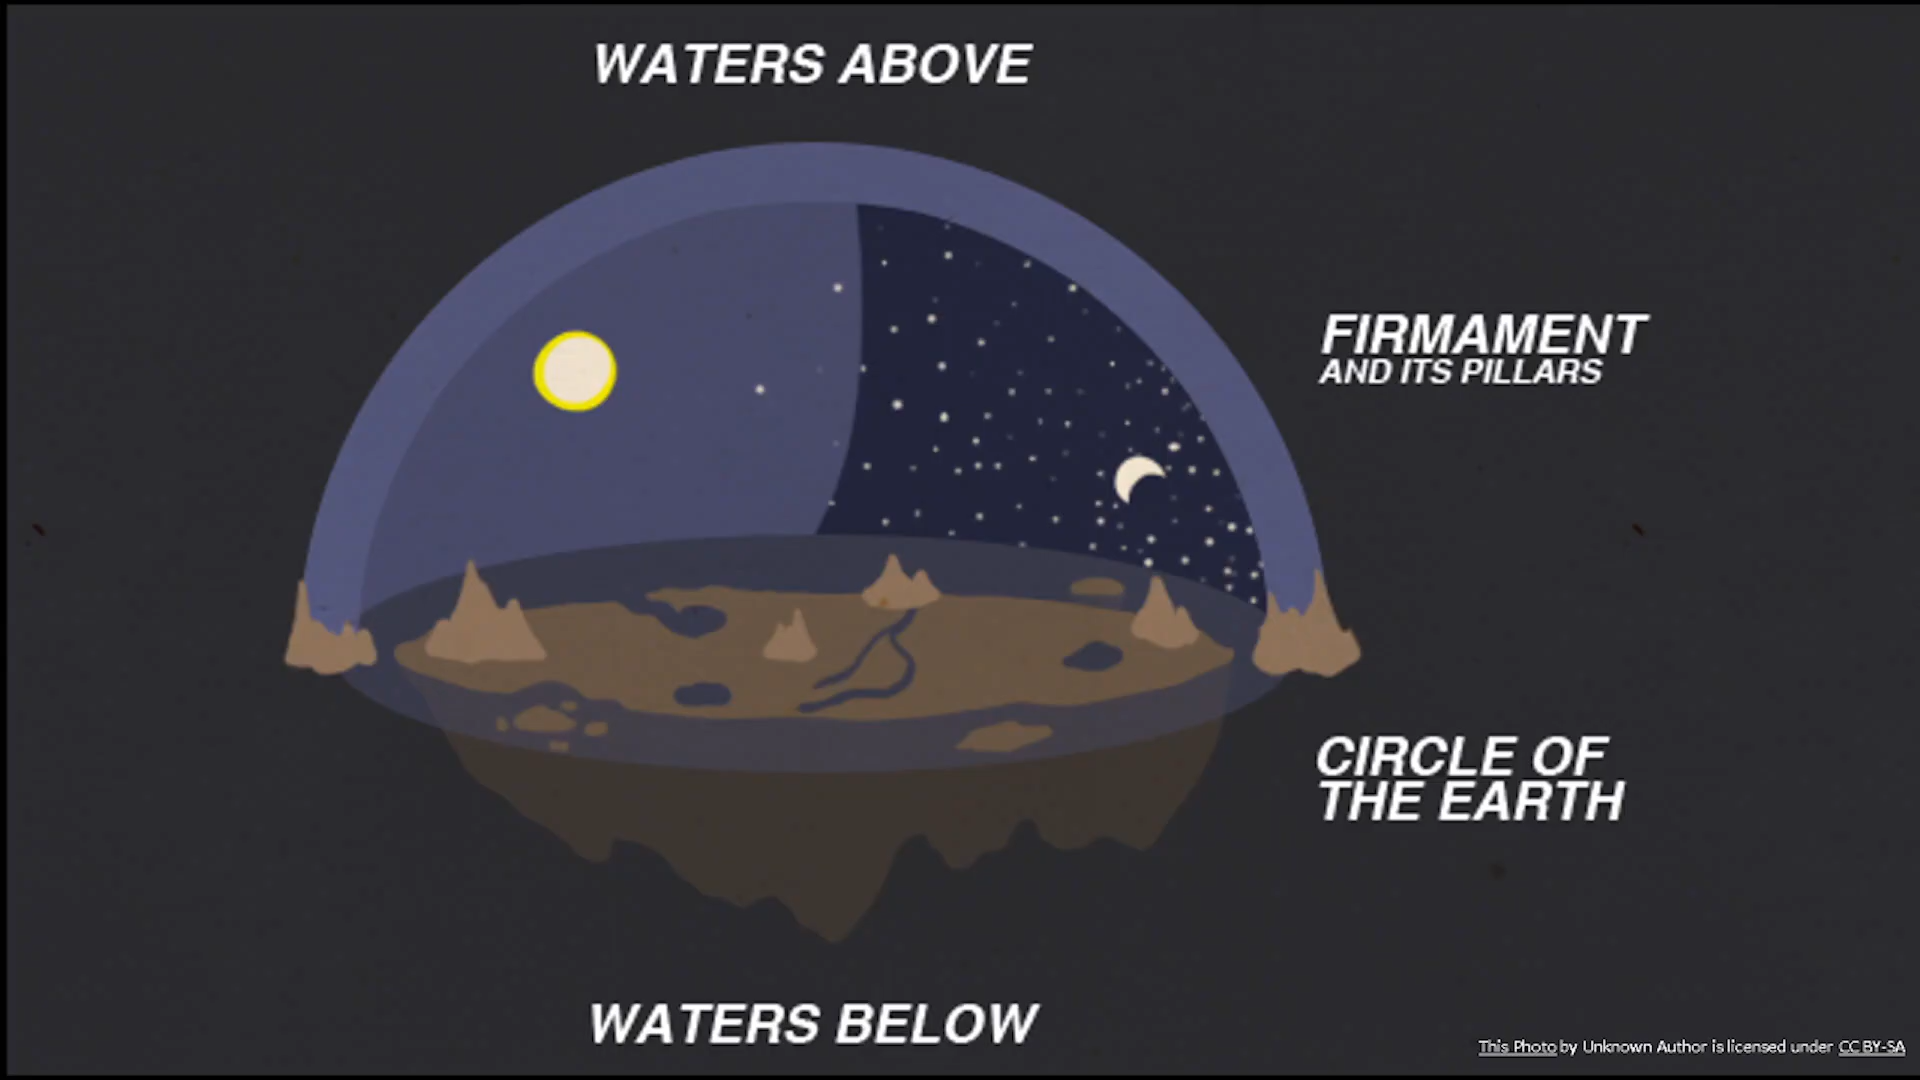 WATERS ABOVE
FIRMAMENT
AND ITS PILLARS
CIRCLE OF
THE EARTH
WATERS BELOW
This Photo by Unknown Author is licensed under CC BY-SA